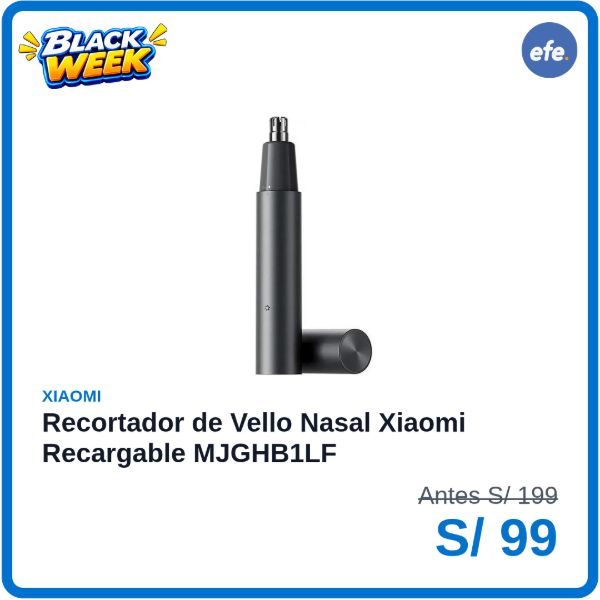 BLACK
WEEK
efe.
XIAOMI
Recortador de Vello Nasal Xiaomi
Recargable MJGHB1LF
Antes S/ 199
S/ 99